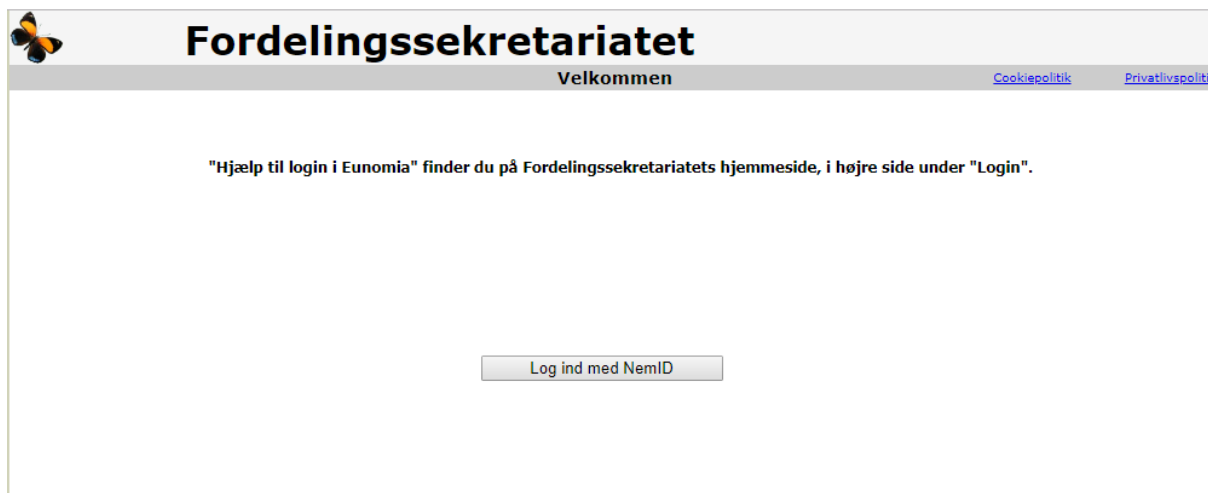 Fordelingssekretariatet
Velkommen
Cookiepolitik
Privatlivspoliti
"Hjælp til login i Eunomia" finder du på Fordelingssekretariatets hjemmeside, i højre side under "Login".
Log ind med NemID